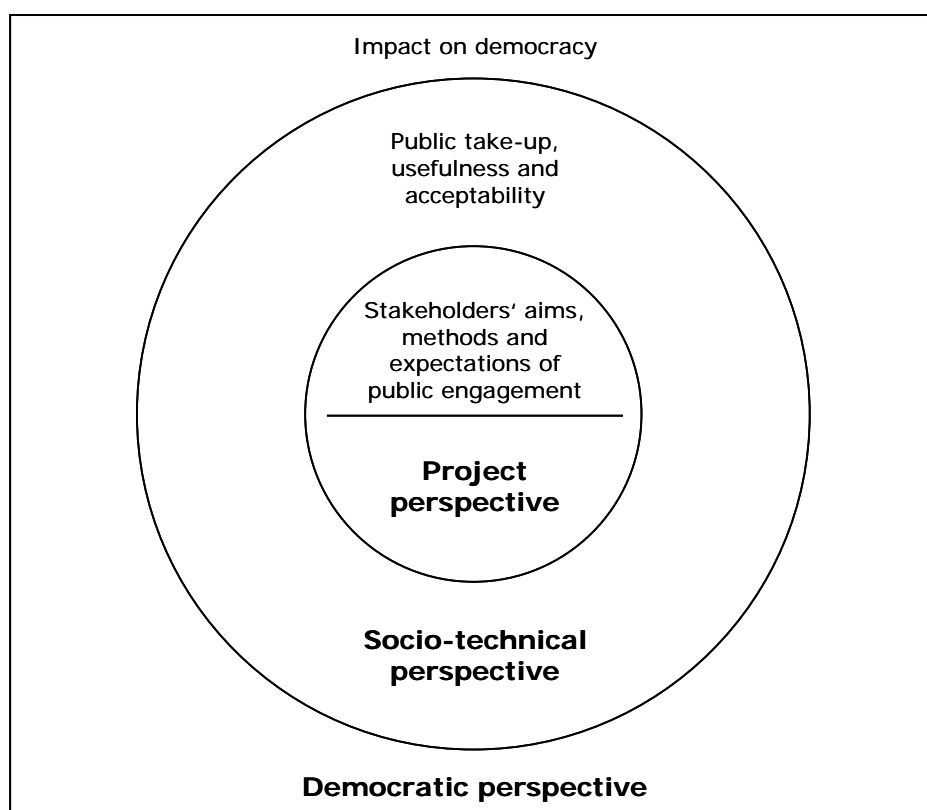 Impact on democracy
Public take-up,
usefulness and
acceptability
Stakeholders‘ aims,
methods and
expectations of
public engagement
Project
perspective
Socio-technical
perspective
Democratic perspective